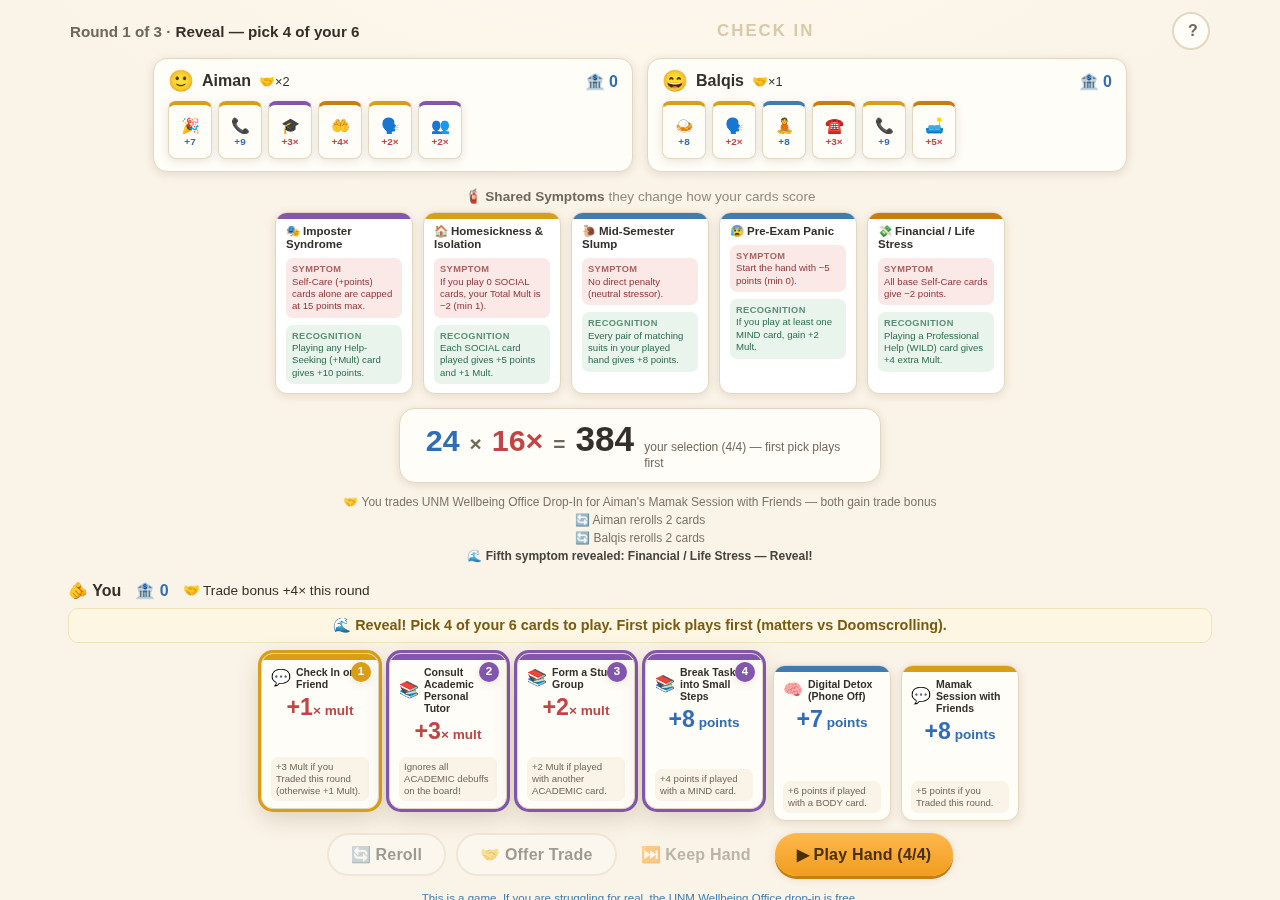 Round 1 of 3 · Reveal — pick 4 of your 6
CHECK IN
?
Aiman ×2
0
+7
+9
+3×
+4×
+2×
+2×
Balqis ×1
0
+8
+2×
+8
+3×
+9
+5×
Shared Symptoms they change how your cards score
Imposter
Syndrome
SYMPTOM
Self-Care (+points)
cards alone are capped
at 15 points max.
RECOGNITION
Playing any Help-
Seeking (+Mult) card
gives +10 points.
Homesickness &
Isolation
SYMPTOM
If you play 0 SOCIAL
cards, your Total Mult is
−2 (min 1).
RECOGNITION
Each SOCIAL card
played gives +5 points
and +1 Mult.
Mid-Semester
Slump
SYMPTOM
No direct penalty
(neutral stressor).
RECOGNITION
Every pair of matching
suits in your played
hand gives +8 points.
Pre-Exam Panic
SYMPTOM
Start the hand with −5
points (min 0).
RECOGNITION
If you play at least one
MIND card, gain +2
Mult.
Financial / Life
Stress
SYMPTOM
All base Self-Care cards
give −2 points.
RECOGNITION
Playing a Professional
Help (WILD) card gives
+4 extra Mult.
24 × 16× = 384 your selection (4/4) — first pick plays
first
You trades UNM Wellbeing Office Drop-In for Aiman's Mamak Session with Friends — both gain trade bonus
Aiman rerolls 2 cards
Balqis rerolls 2 cards
Fifth symptom revealed: Financial / Life Stress — Reveal!
You 0 Trade bonus +4× this round
Reveal! Pick 4 of your 6 cards to play. First pick plays first (matters vs Doomscrolling).
1
Check In on
Friend
+1× mult
+3 Mult if you
Traded this round
(otherwise +1 Mult).
2
Consult
Academic
Personal
Tutor
+3× mult
Ignores all
ACADEMIC debuffs
on the board!
3
Form a Stu
Group
+2× mult
+2 Mult if played
with another
ACADEMIC card.
4
Break Task
into Small
Steps
+8 points
+4 points if played
with a MIND card.
Digital Detox
(Phone Off)
+7 points
+6 points if played
with a BODY card.
Mamak
Session with
Friends
+8 points
+5 points if you
Traded this round.
Reroll
Offer Trade
Keep Hand
▶ Play Hand (4/4)
This is a game. If you are struggling for real, the UNM Wellbeing Office drop-in is free